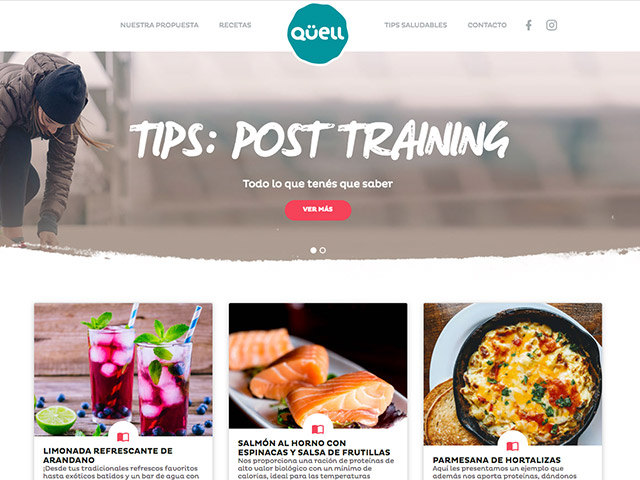 NUESTRA PROPUESTA
RECETAS
QÜELL
TIPS SALUDABLES
CONTACTO
TIPS: POST TRAINING
Todo lo que tenés que saber
VER MÁS
LIMONADA REFRESCANTE DE
ARANDANO
¡Desde tus tradicionales refrescos favoritos
hasta exóticos batidos y un bar de agua con
SALMÓN AL HORNO CON
ESPINACAS Y SALSA DE FRUTILLAS
Nos proporciona una ración de proteínas de
alto valor biológico con un mínimo de
calorías, ideal para las temperaturas
PARMESANA DE HORTALIZAS
Aquí les presentamos un ejemplo que
además nos aporta proteínas, dándonos